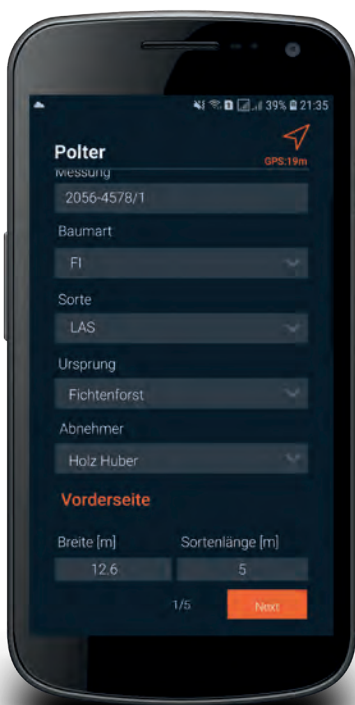 39% 21:35
Polter
GPS:19m
Messung
2056-4578/1
Baumart
FI
Sorte
LAS
Ursprung
Fichtenforst
Abnehmer
Holz Huber
Vorderseite
Breite [m] Sortenlänge [m]
12.6 5
1/5 Next